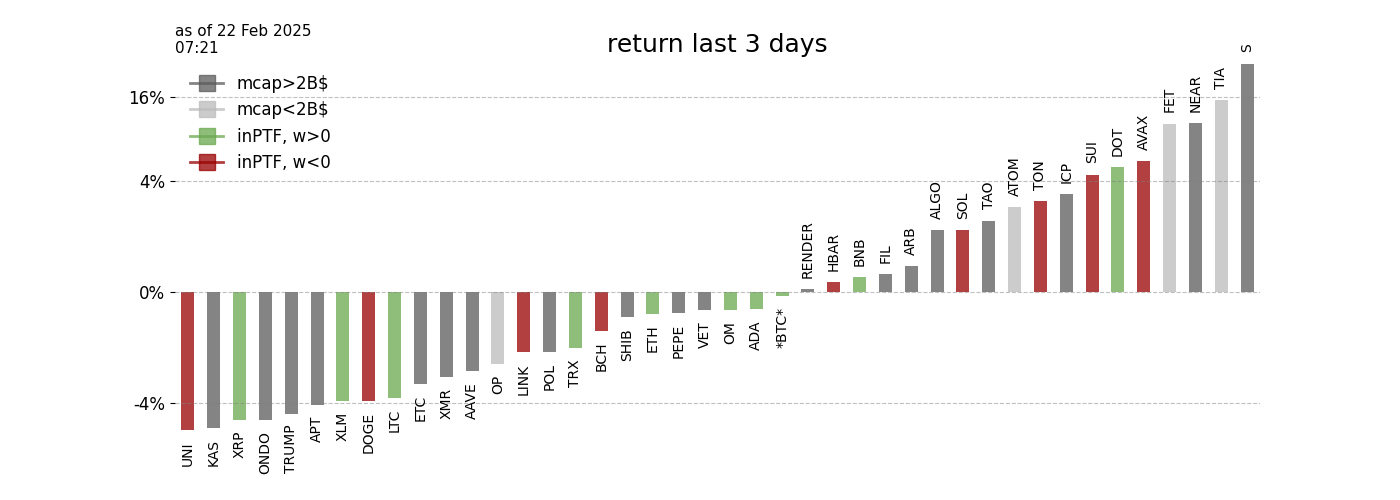 as of 22 Feb 2025
07:21
return last 3 days
mcap>2B$
mcap<2B$
inPTF, w>0
inPTF, w<0
16%
4%
0%
-4%
UNI
KAS
XRP
ONDO
TRUMP
APT
XLM
DOGE
LTC
ETC
XMR
AAVE
OP
LINK
POL
TRX
BCH
SHIB
ETH
PEPE
VET
OM
ADA
*BTC*
RENDER
HBAR
BNB
FIL
ARB
ALGO
SOL
TAO
ATOM
TON
ICP
SUI
DOT
AVAX
FET
NEAR
TIA
S